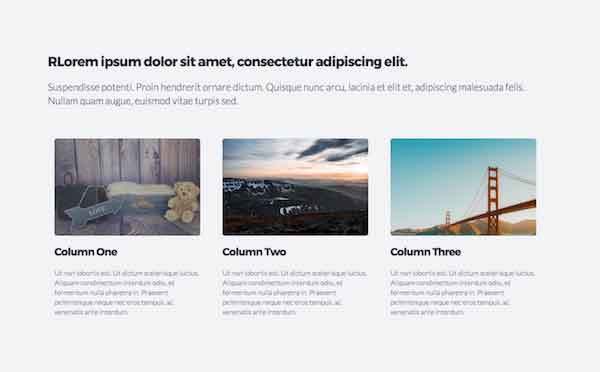 RLorem ipsum dolor sit amet, consectetur adipiscing elit.
Suspendisse potenti. Proin hendrerit ornare dictum. Quisque nunc arcu, lacinia et elit et, adipiscing malesuada felis.
Nullam quam augue, euismod vitae turpis sed.
LOVE
Column One
Column Two
Column Three
Ut non lobortis est. Ut dictum scelerisque luctus.
Aliquam condimentum interdum odio, et
fermentum nulla pharetra in. Praesent
pellentesque neque nec eros tempus, ac
venenatis ante interdum.
Ut non lobortis est. Ut dictum scelerisque luctus.
Aliquam condimentum interdum odio, et
fermentum nulla pharetra in. Praesent
pellentesque neque nec eros tempus, ac
venenatis ante interdum.
Ut non lobortis est. Ut dictum scelerisque luctus.
Aliquam condimentum interdum odio, et
fermentum nulla pharetra in. Praesent
pellentesque neque nec eros tempus, ac
venenatis ante interdum.